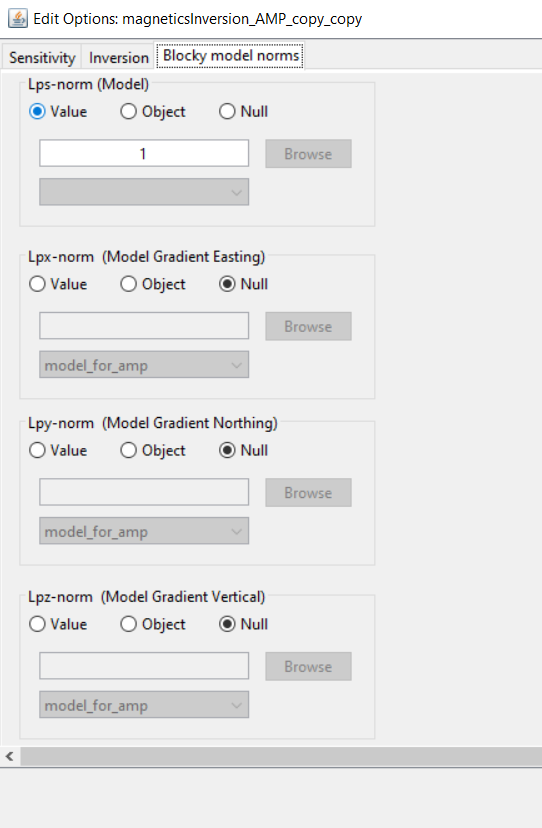 Edit Options: magneticsInversion_AMP_copy_copy
Sensitivity Inversion Blocky model norms
Lps-norm (Model)
Value Object Null
1 Browse
Lpx-norm (Model Gradient Easting)
Value Object Null
Browse
model_for_amp
Lpy-norm (Model Gradient Northing)
Value Object Null
Browse
model_for_amp
Lpz-norm (Model Gradient Vertical)
Value Object Null
Browse
model_for_amp